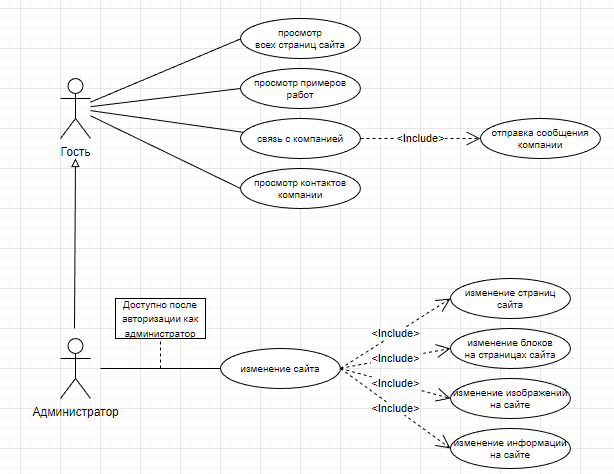 просмотр
всех страниц сайта
просмотр примеров
работ
связь с компанией
<Include>
отправка сообщения
компании
Гость
просмотр контактов
компании
Доступно после
авторизации как
администратор
Администратор
изменение сайта
<Include>
изменение страниц
сайта
<Include>
изменение блоков
на страницах сайта
<Include>
изменение изображений
на сайте
<Include>
изменение информации
на сайте